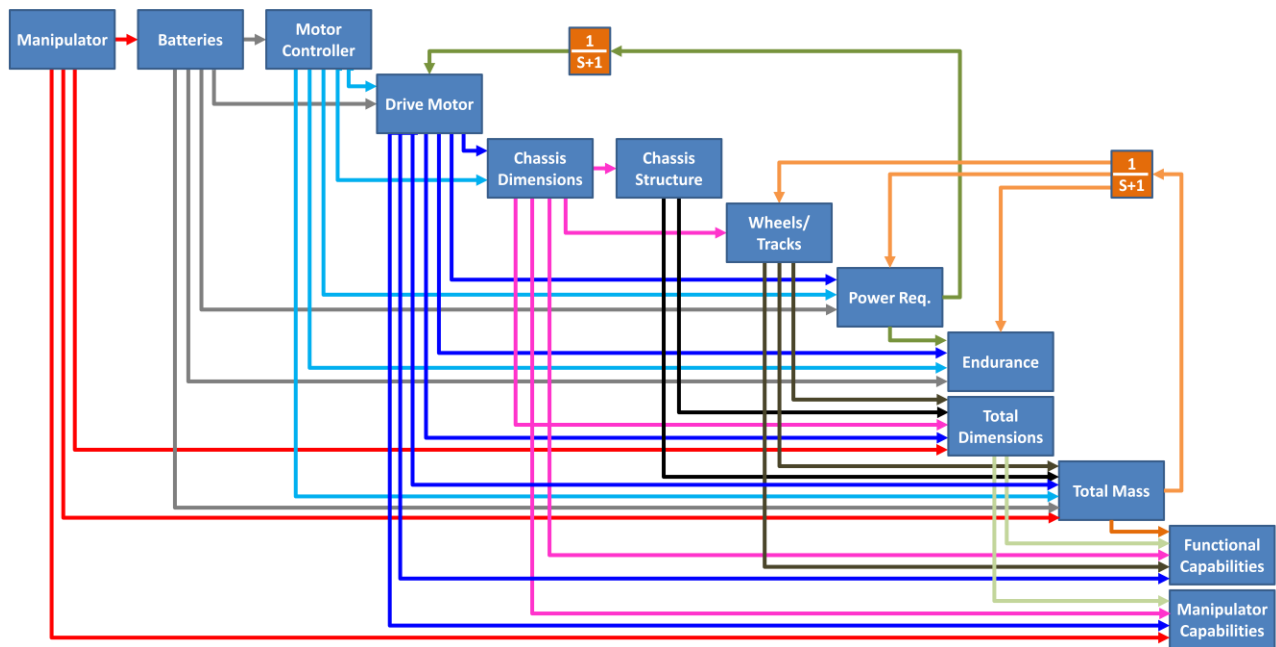 Manipulator
Batteries
Motor
Controller
1
S+1
Drive Motor
Chassis
Dimensions
Chassis
Structure
1
S+1
Wheels/
Tracks
Power Req.
Endurance
Total
Dimensions
Total Mass
Functional
Capabilities
Manipulator
Capabilities